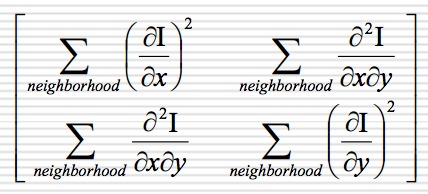 [ ∑ neighborhood (∂I/∂x)² ∑ neighborhood ∂²I/∂x∂y ]
[ ∑ neighborhood ∂²I/∂x∂y ∑ neighborhood (∂I/∂y)² ]